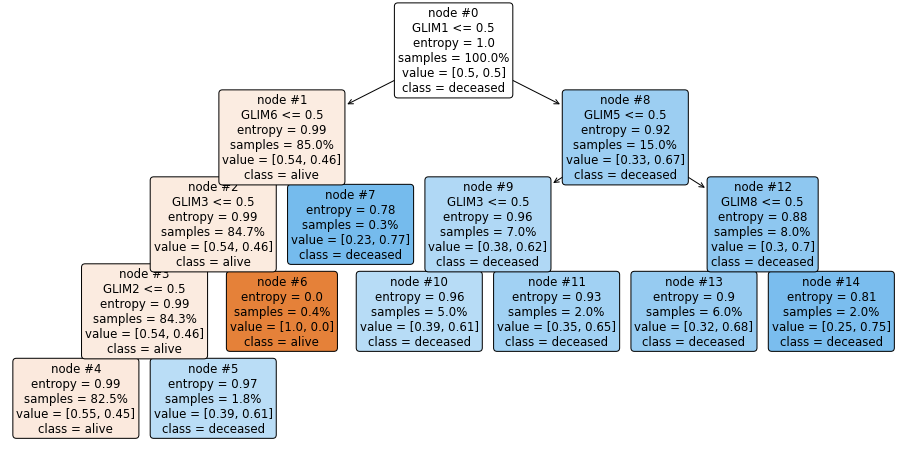 node #0
GLIM1 <= 0.5
entropy = 1.0
samples = 100.0%
value = [0.5, 0.5]
class = deceased
node #1
GLIM6 <= 0.5
entropy = 0.99
samples = 85.0%
value = [0.54, 0.46]
class = alive
node #8
GLIM5 <= 0.5
entropy = 0.92
samples = 15.0%
value = [0.33, 0.67]
class = deceased
node #2
GLIM3 <= 0.5
entropy = 0.99
samples = 84.7%
value = [0.54, 0.46]
class = alive
node #7
entropy = 0.78
samples = 0.3%
value = [0.23, 0.77]
class = deceased
node #9
GLIM3 <= 0.5
entropy = 0.96
samples = 7.0%
value = [0.38, 0.62]
class = deceased
node #12
GLIM8 <= 0.5
entropy = 0.88
samples = 8.0%
value = [0.3, 0.7]
class = deceased
node #3
GLIM2 <= 0.5
entropy = 0.99
samples = 84.3%
value = [0.54, 0.46]
class = alive
node #6
entropy = 0.0
samples = 0.4%
value = [1.0, 0.0]
class = alive
node #10
entropy = 0.96
samples = 5.0%
value = [0.39, 0.61]
class = deceased
node #11
entropy = 0.93
samples = 2.0%
value = [0.35, 0.65]
class = deceased
node #13
entropy = 0.9
samples = 6.0%
value = [0.32, 0.68]
class = deceased
node #14
entropy = 0.81
samples = 2.0%
value = [0.25, 0.75]
class = deceased
node #4
entropy = 0.99
samples = 82.5%
value = [0.55, 0.45]
class = alive
node #5
entropy = 0.97
samples = 1.8%
value = [0.39, 0.61]
class = deceased